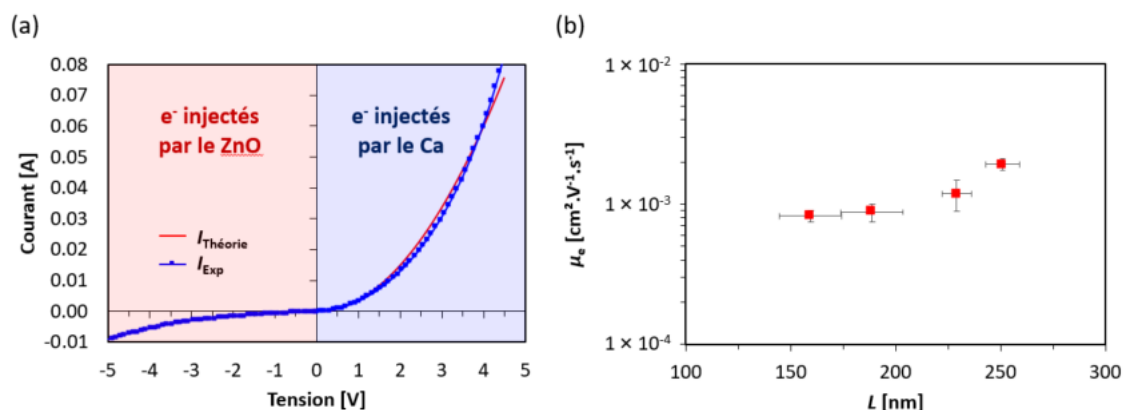 (a)
0.08
0.07
0.06
0.05
0.04
0.03
0.02
0.01
0.00
-0.01
Courant [A]
e⁻ injectés
par le ZnO
e⁻ injectés
par le Ca
I Théorie
I Exp
-5 -4 -3 -2 -1 0 1 2 3 4 5
Tension [V]
(b)
1 × 10⁻²
1 × 10⁻³
1 × 10⁻⁴
μe [cm².V⁻¹.s⁻¹]
100 150 200 250 300
L [nm]